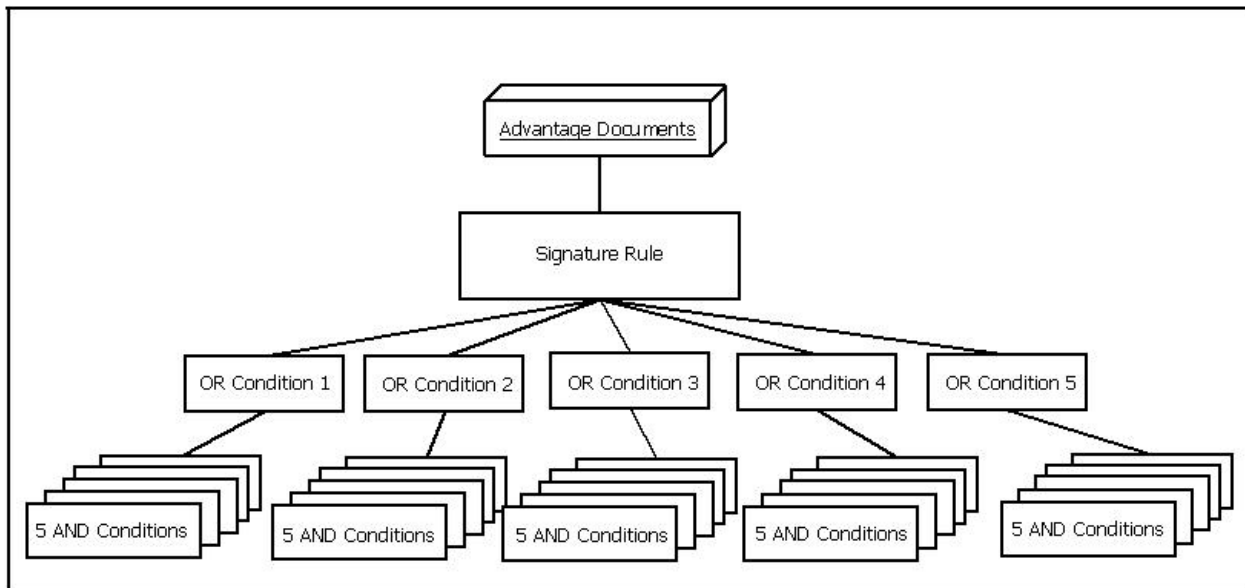 Advantage Documents
Signature Rule
OR Condition 1
OR Condition 2
OR Condition 3
OR Condition 4
OR Condition 5
5 AND Conditions
5 AND Conditions
5 AND Conditions
5 AND Conditions
5 AND Conditions